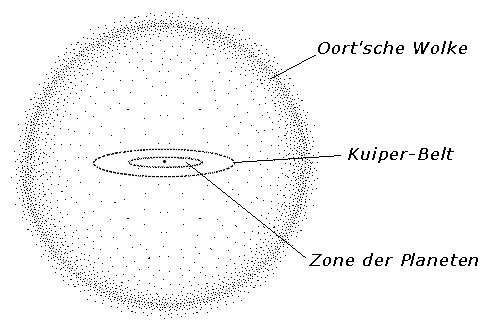 Oort'sche Wolke
Kuiper-Belt
Zone der Planeten